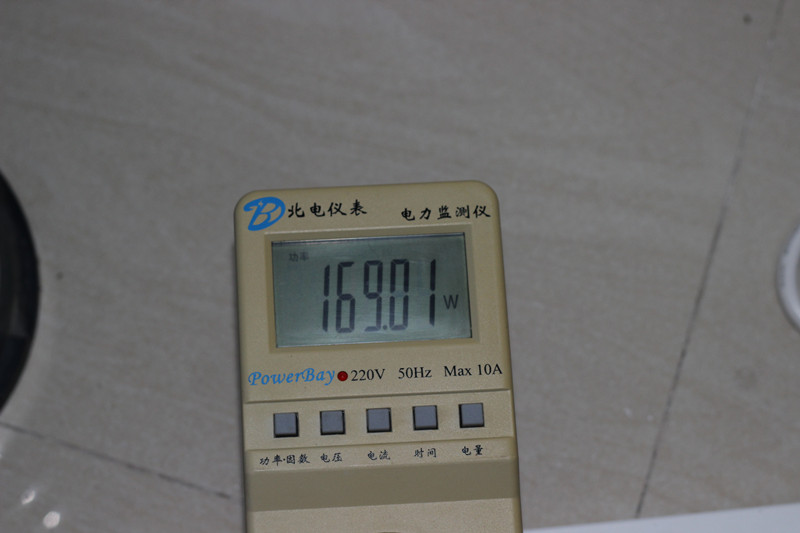 北电仪表 电力监测仪
功率
169.01 W
PowerBay 220V 50Hz Max 10A
功率·因数 电压 电流 时间 电量